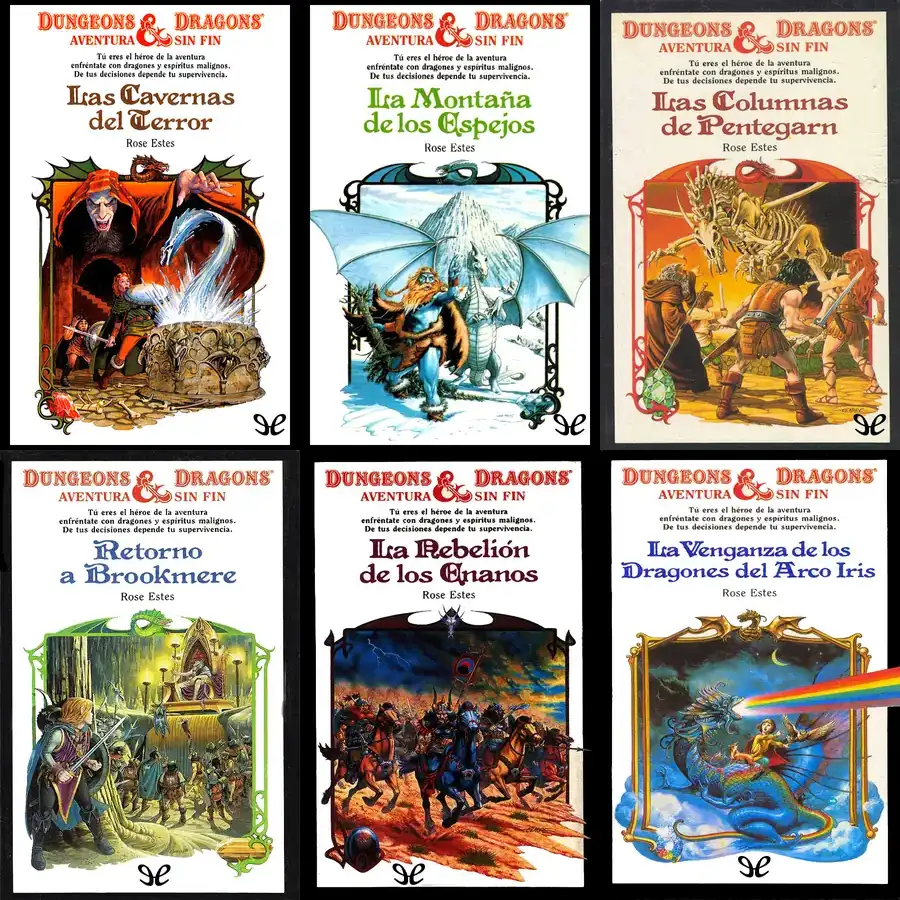 DUNGEONS & DRAGONS®
AVENTURA SIN FIN
Tú eres el héroe de la aventura
enfréntate con dragones y espíritus malignos.
De tus decisiones depende tu supervivencia.
Las Cavernas
del Terror
Rose Estes
DUNGEONS & DRAGONS®
AVENTURA SIN FIN
Tú eres el héroe de la aventura
enfréntate con dragones y espíritus malignos.
De tus decisiones depende tu supervivencia.
La Montaña
de los Espejos
Rose Estes
DUNGEONS & DRAGONS®
AVENTURA SIN FIN
Tú eres el héroe de la aventura
enfréntate con dragones y espíritus malignos.
De tus decisiones depende tu supervivencia.
Las Columnas
de Pentegarn
Rose Estes
DUNGEONS & DRAGONS®
AVENTURA SIN FIN
Tú eres el héroe de la aventura
enfréntate con dragones y espíritus malignos.
De tus decisiones depende tu supervivencia.
Retorno
a Brookmere
Rose Estes
DUNGEONS & DRAGONS®
AVENTURA SIN FIN
Tú eres el héroe de la aventura
enfréntate con dragones y espíritus malignos.
De tus decisiones depende tu supervivencia.
La Rebelión
de los Enanos
Rose Estes
DUNGEONS & DRAGONS®
AVENTURA SIN FIN
Tú eres el héroe de la aventura
enfréntate con dragones y espíritus malignos.
De tus decisiones depende tu supervivencia.
La Venganza de los
Dragones del Arco Iris
Rose Estes